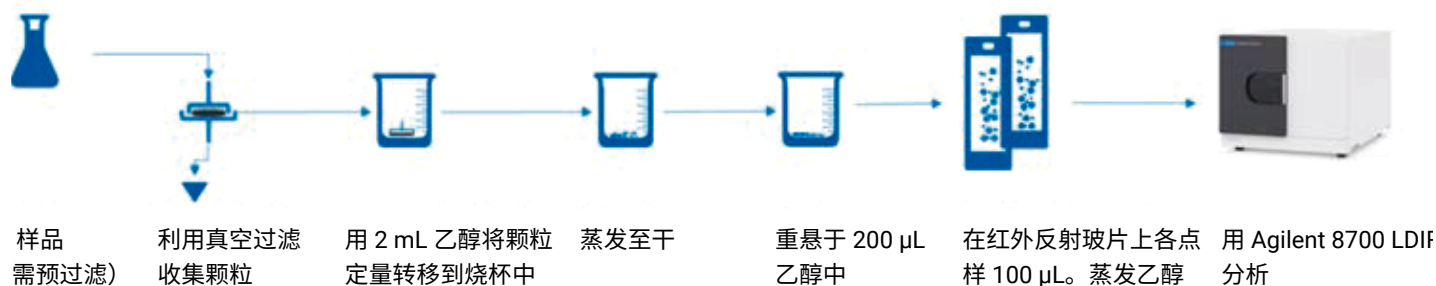 样品
需预过滤）
利用真空过滤
收集颗粒
用 2 mL 乙醇将颗粒
定量转移到烧杯中
蒸发至干
重悬于 200 µL
乙醇中
在红外反射玻片上各点
样 100 µL。蒸发乙醇
用 Agilent 8700 LDIR
分析